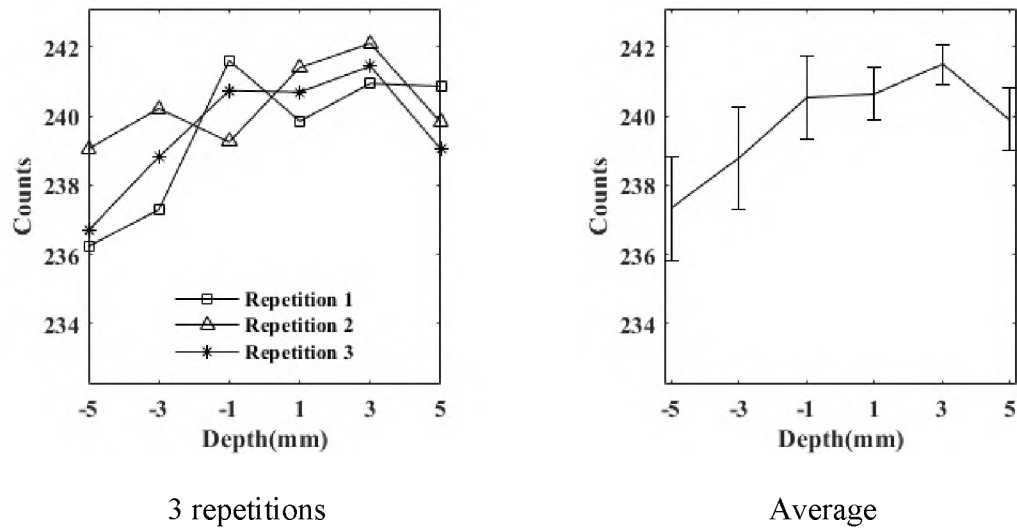 242
240
238
236
234
Counts
Repetition 1
Repetition 2
Repetition 3
-5 -3 -1 1 3 5
Depth(mm)
3 repetitions
242
240
238
236
234
Counts
-5 -3 -1 1 3 5
Depth(mm)
Average